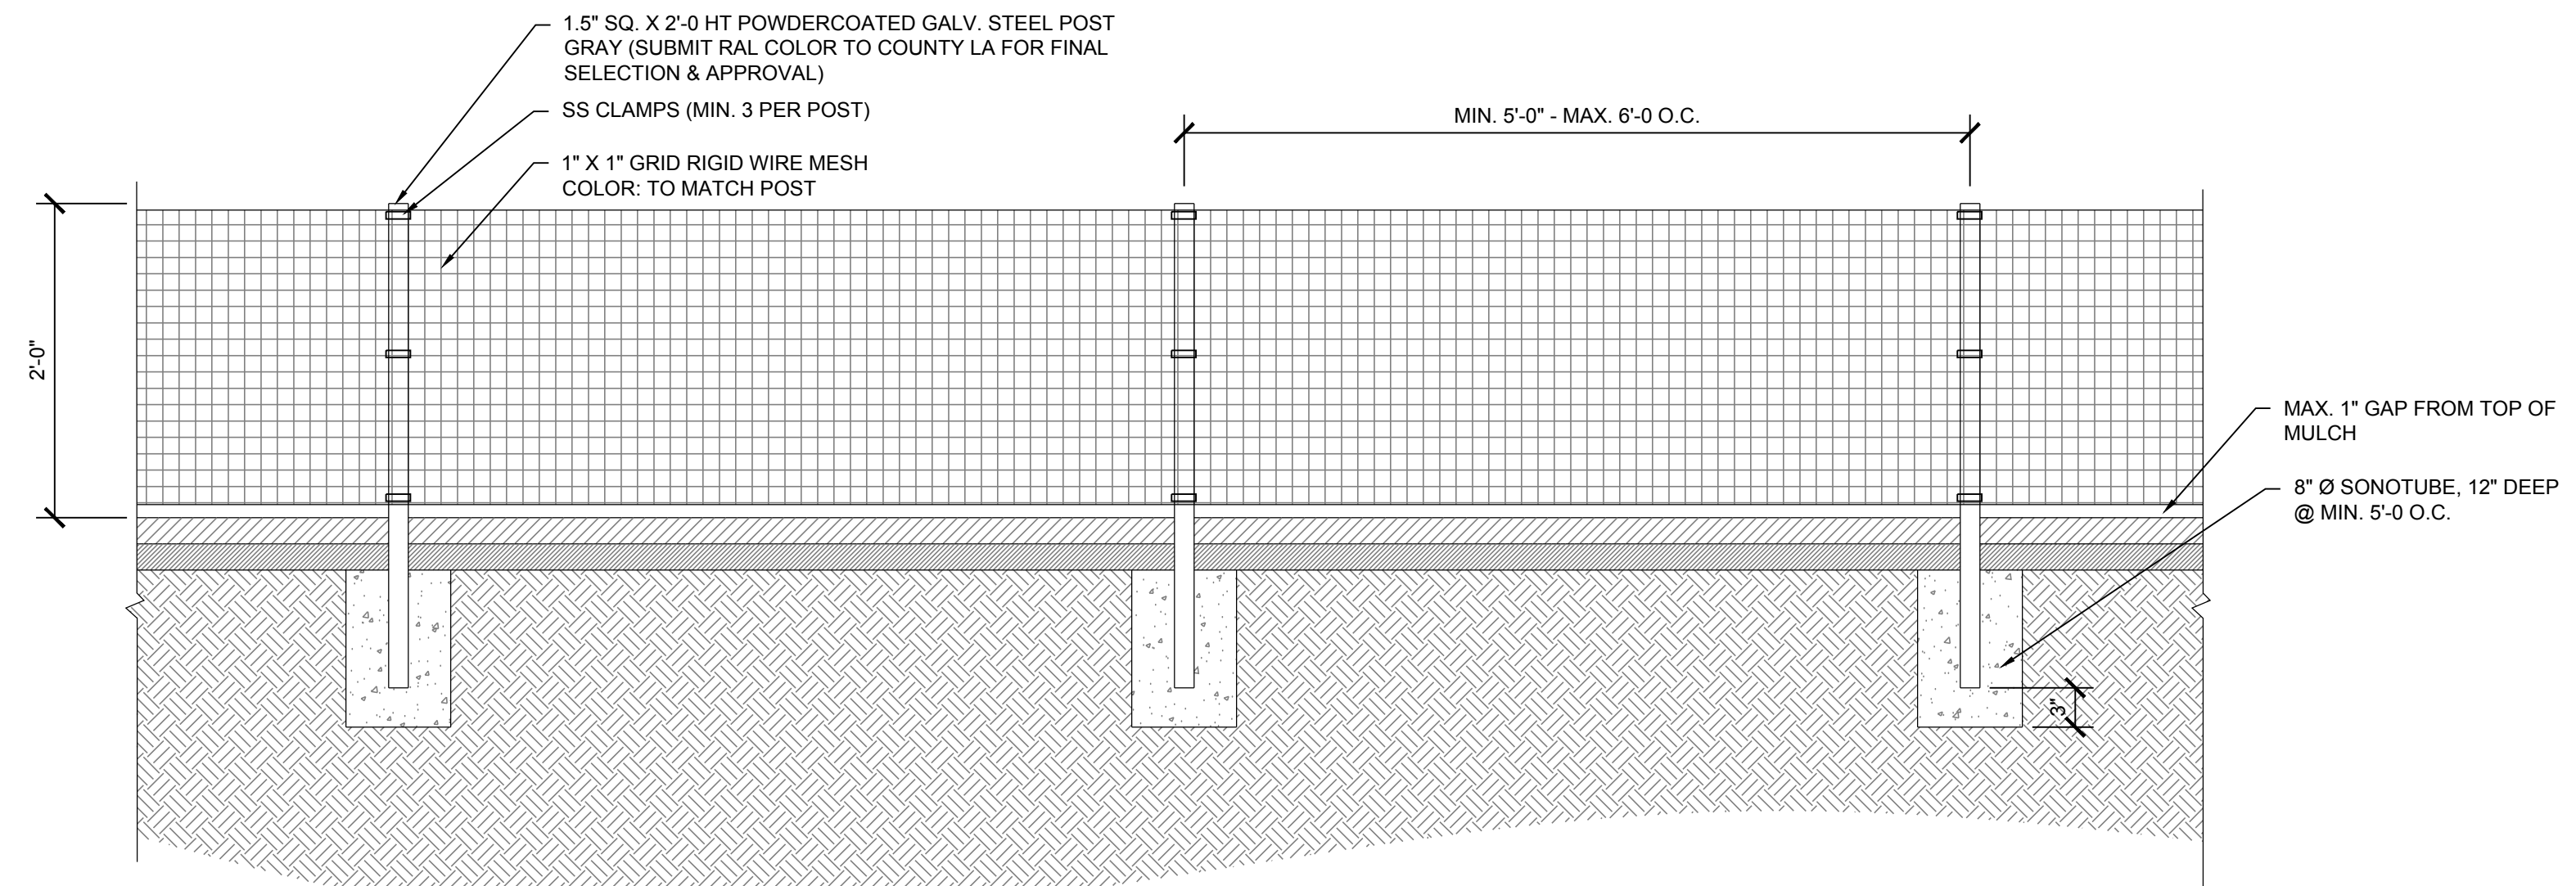 1.5" SQ. X 2'-0 HT POWDERCOATED GALV. STEEL POST
GRAY (SUBMIT RAL COLOR TO COUNTY LA FOR FINAL
SELECTION & APPROVAL)
SS CLAMPS (MIN. 3 PER POST)
1" X 1" GRID RIGID WIRE MESH
COLOR: TO MATCH POST
MIN. 5'-0" - MAX. 6'-0 O.C.
2'-0"
MAX. 1" GAP FROM TOP OF
MULCH
8" Ø SONOTUBE, 12" DEEP
@ MIN. 5'-0 O.C.
3"